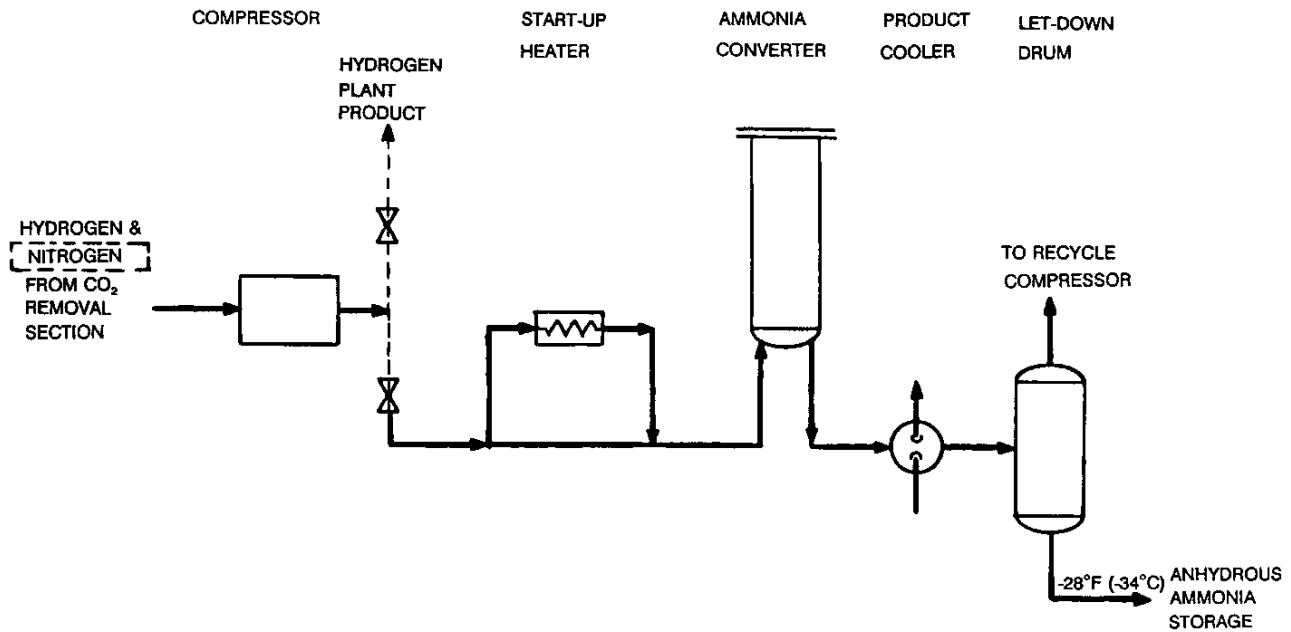 COMPRESSOR
START-UP
HEATER
AMMONIA
CONVERTER
PRODUCT
COOLER
LET-DOWN
DRUM
HYDROGEN
PLANT
PRODUCT
HYDROGEN &
NITROGEN
FROM CO₂
REMOVAL
SECTION
TO RECYCLE
COMPRESSOR
-28°F (-34°C)
ANHYDROUS
AMMONIA
STORAGE